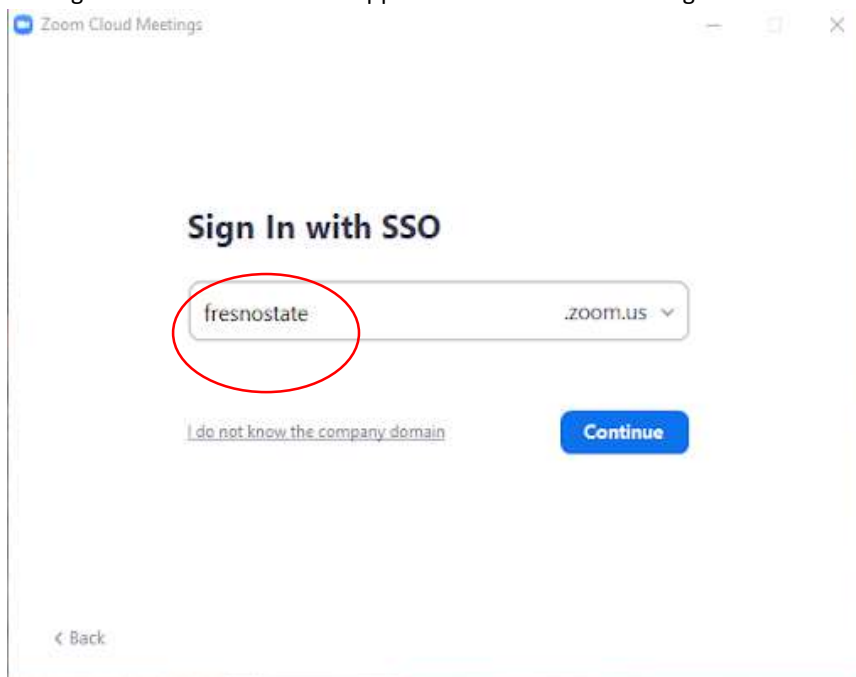 Zoom Cloud Meetings
Sign In with SSO
fresnostate .zoom.us
I do not know the company domain Continue
< Back